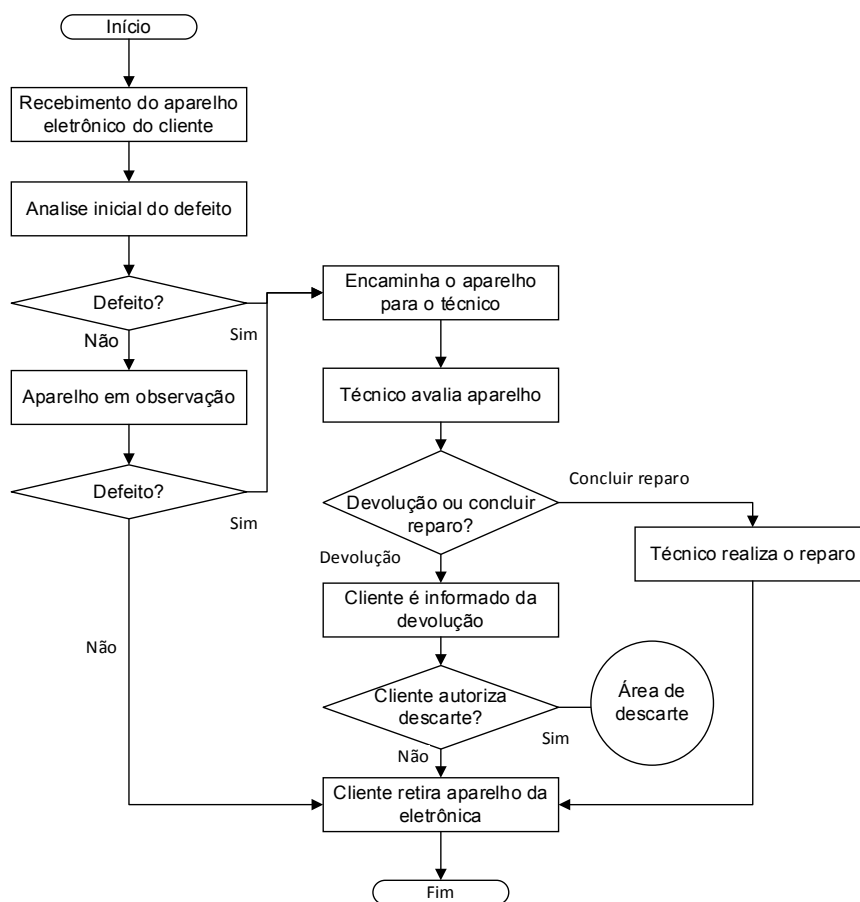 Início
Recebimento do aparelho
eletrônico do cliente
Analise inicial do defeito
Defeito?
Sim
Não
Aparelho em observação
Defeito?
Sim
Não
Encaminha o aparelho
para o técnico
Técnico avalia aparelho
Devolução ou concluir
reparo?
Concluir reparo
Técnico realiza o reparo
Devolução
Cliente é informado da
devolução
Cliente autoriza
descarte?
Sim
Área de
descarte
Não
Cliente retira aparelho da
eletrônica
Fim